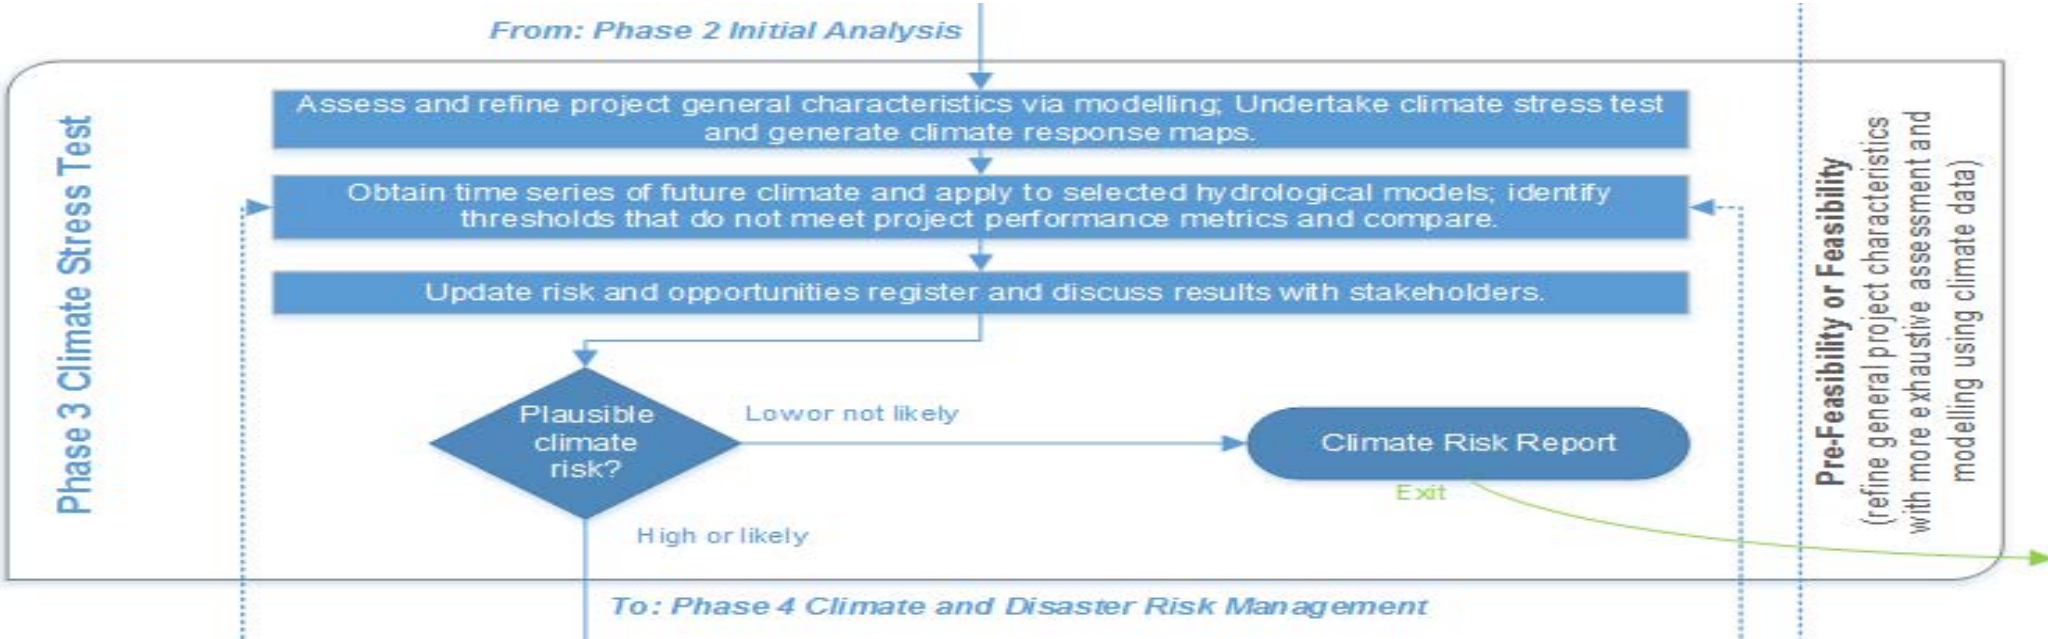 From: Phase 2 Initial Analysis
Phase 3 Climate Stress Test
Assess and refine project general characteristics via modelling; Undertake climate stress test
and generate climate response maps.
Obtain time series of future climate and apply to selected hydrological models; identify
thresholds that do not meet project performance metrics and compare.
Update risk and opportunities register and discuss results with stakeholders.
Plausible
climate
risk?
Low or not likely
Climate Risk Report
Exit
High or likely
Pre-Feasibility or Feasibility
(refine general project characteristics
with more exhaustive assessment and
modelling using climate data)
To: Phase 4 Climate and Disaster Risk Management